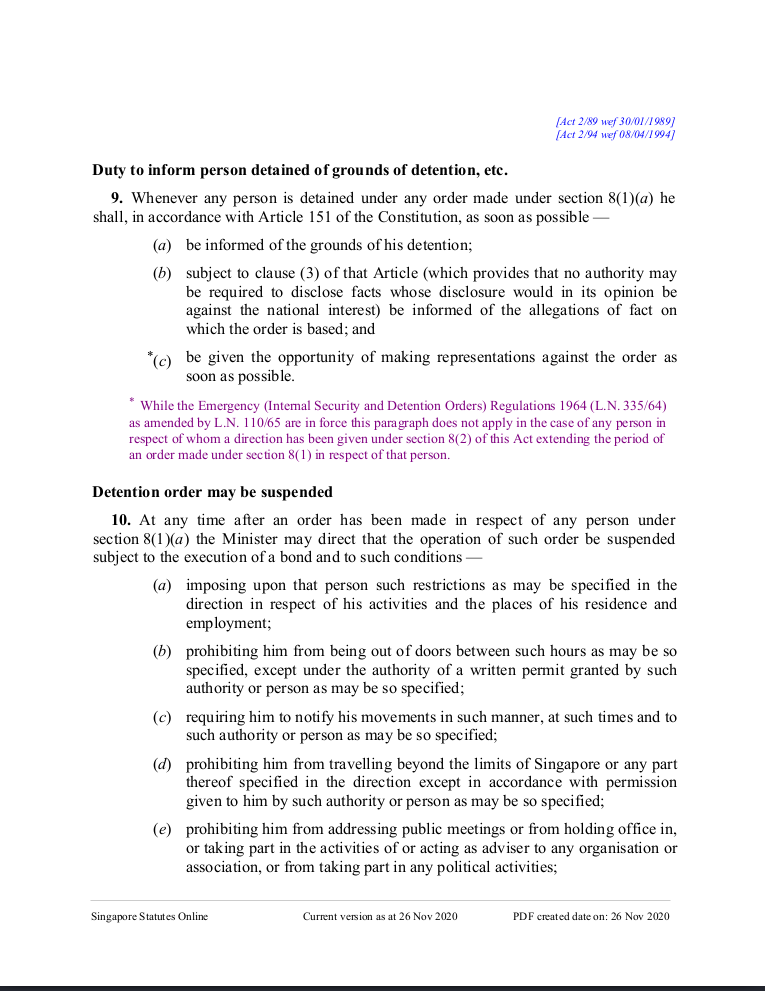 [Act 2/89 wef 30/01/1989]
[Act 2/94 wef 08/04/1994]
Duty to inform person detained of grounds of detention, etc.
9. Whenever any person is detained under any order made under section 8(1)(a) he
shall, in accordance with Article 151 of the Constitution, as soon as possible —
(a) be informed of the grounds of his detention;
(b) subject to clause (3) of that Article (which provides that no authority may
be required to disclose facts whose disclosure would in its opinion be
against the national interest) be informed of the allegations of fact on
which the order is based; and
*(c) be given the opportunity of making representations against the order as
soon as possible.
* While the Emergency (Internal Security and Detention Orders) Regulations 1964 (L.N. 335/64)
as amended by L.N. 110/65 are in force this paragraph does not apply in the case of any person in
respect of whom a direction has been given under section 8(2) of this Act extending the period of
an order made under section 8(1) in respect of that person.
Detention order may be suspended
10. At any time after an order has been made in respect of any person under
section 8(1)(a) the Minister may direct that the operation of such order be suspended
subject to the execution of a bond and to such conditions —
(a) imposing upon that person such restrictions as may be specified in the
direction in respect of his activities and the places of his residence and
employment;
(b) prohibiting him from being out of doors between such hours as may be so
specified, except under the authority of a written permit granted by such
authority or person as may be so specified;
(c) requiring him to notify his movements in such manner, at such times and to
such authority or person as may be so specified;
(d) prohibiting him from travelling beyond the limits of Singapore or any part
thereof specified in the direction except in accordance with permission
given to him by such authority or person as may be so specified;
(e) prohibiting him from addressing public meetings or from holding office in,
or taking part in the activities of or acting as adviser to any organisation or
association, or from taking part in any political activities;
Singapore Statutes Online Current version as at 26 Nov 2020 PDF created date on: 26 Nov 2020